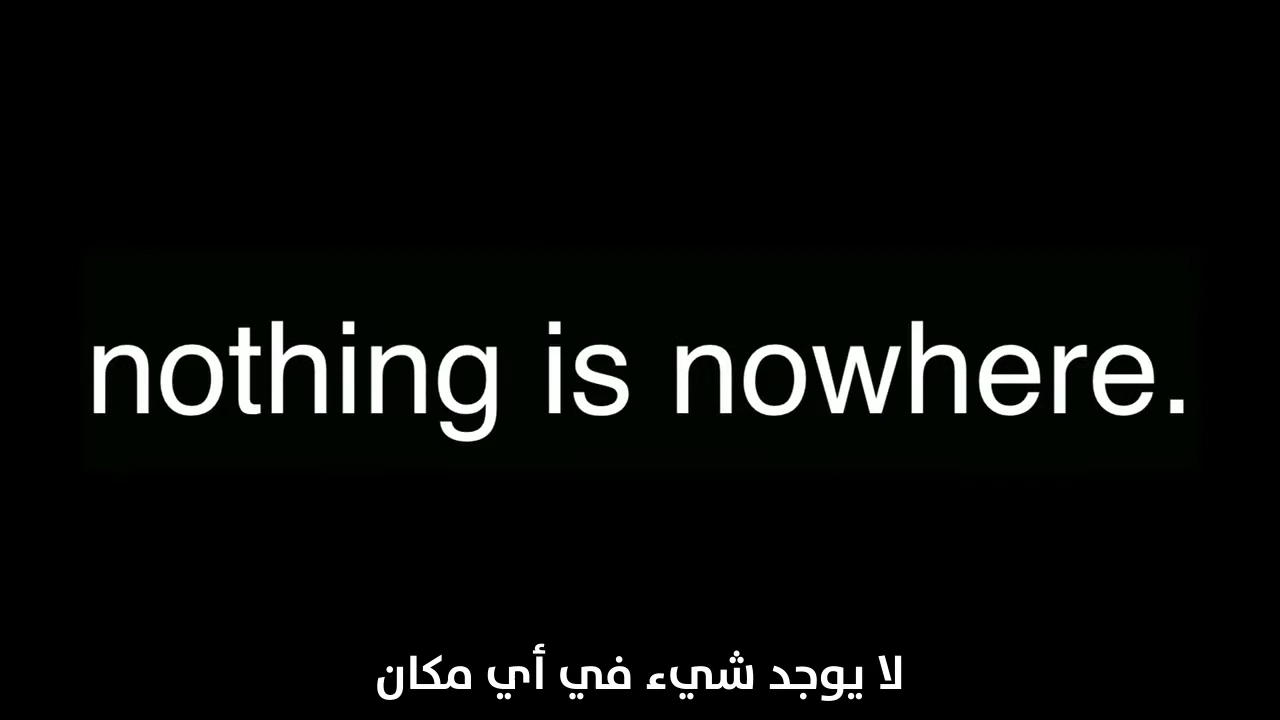 nothing is nowhere.
لا يوجد شيء في أي مكان